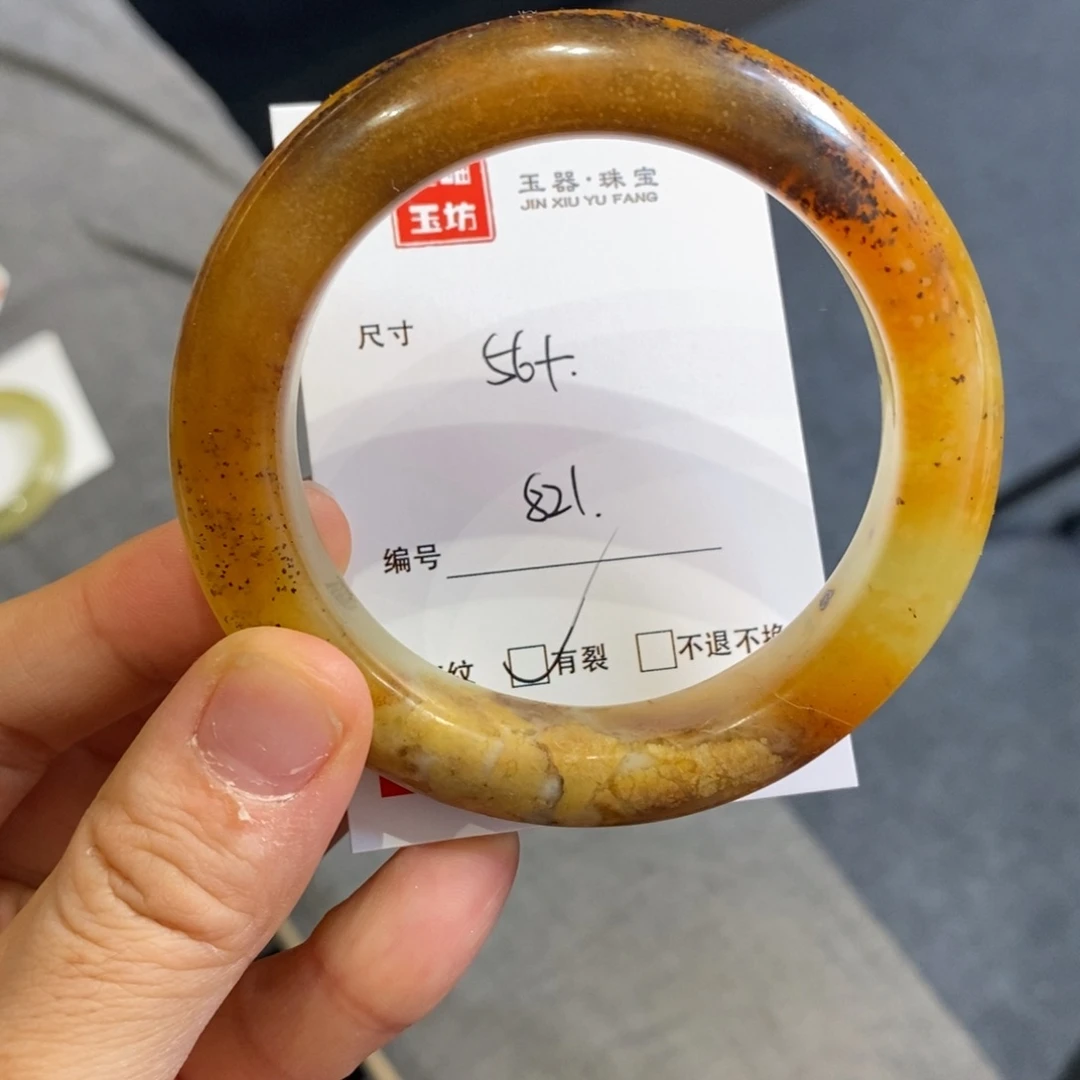 玉坊
玉器·珠宝
JIN XIU YU FANG
尺寸 56+.
821.
编号
纹 有裂 不退不换